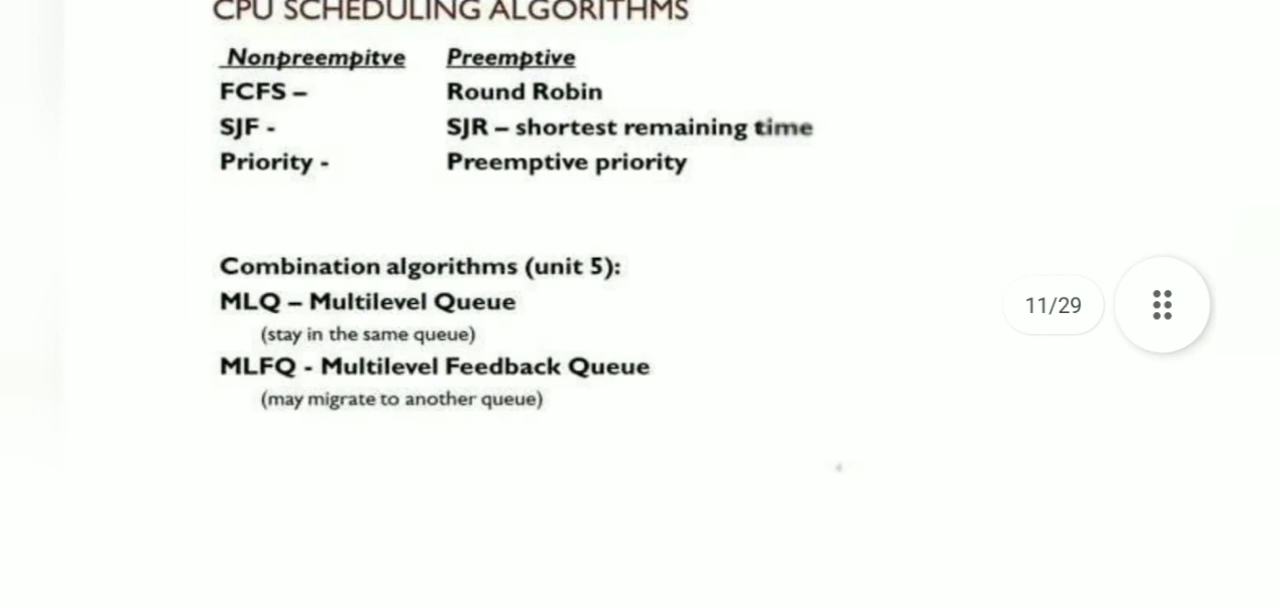 CPU SCHEDULING ALGORITHMS
Nonpreempitve Preemptive
FCFS – Round Robin
SJF - SJR – shortest remaining time
Priority - Preemptive priority
Combination algorithms (unit 5):
MLQ – Multilevel Queue
(stay in the same queue)
11/29
MLFQ - Multilevel Feedback Queue
(may migrate to another queue)